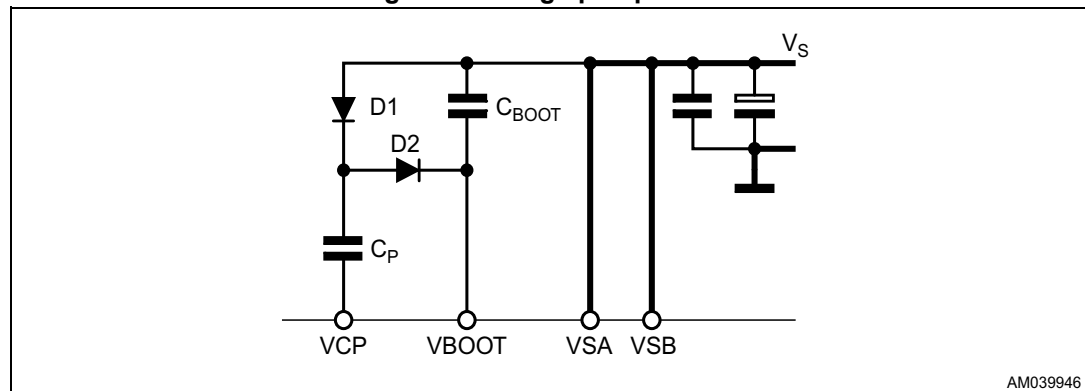 V_S
D1
C_BOOT
D2
C_P
VCP VBOOT VSA VSB
AM039946